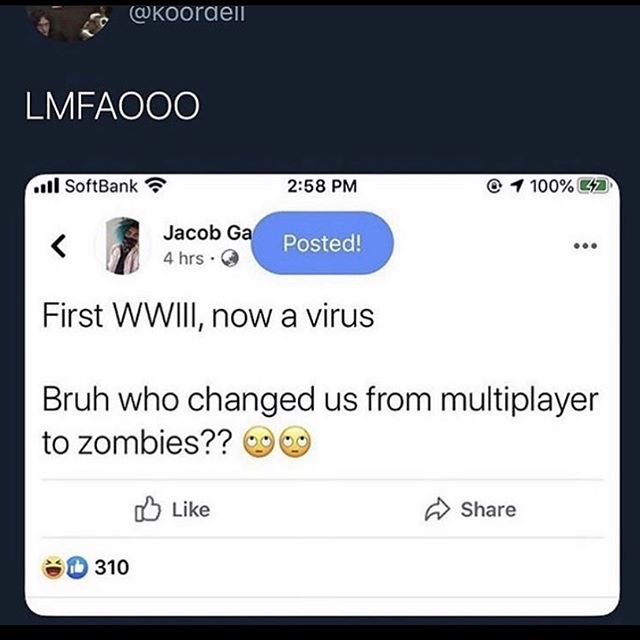 @koordell
LMFAOOO
SoftBank 2:58 PM 100%
Jacob Ga
Posted!
4 hrs ·
First WWIII, now a virus
Bruh who changed us from multiplayer
to zombies?? 🙄🙄
Like Share
310